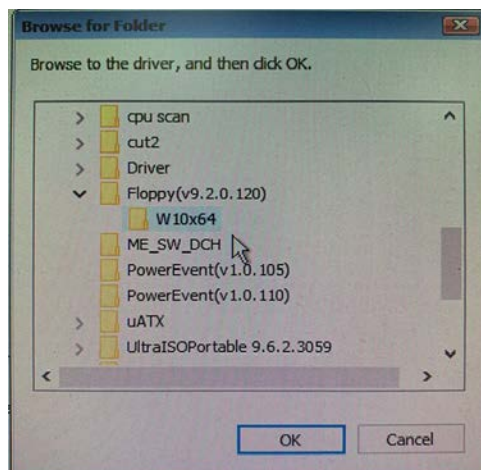 Browse for Folder
Browse to the driver, and then click OK.
cpu scan
cut2
Driver
Floppy(v9.2.0.120)
W10x64
ME_SW_DCH
PowerEvent(v1.0.105)
PowerEvent(v1.0.110)
uATX
UltraISOPortable 9.6.2.3059
OK
Cancel